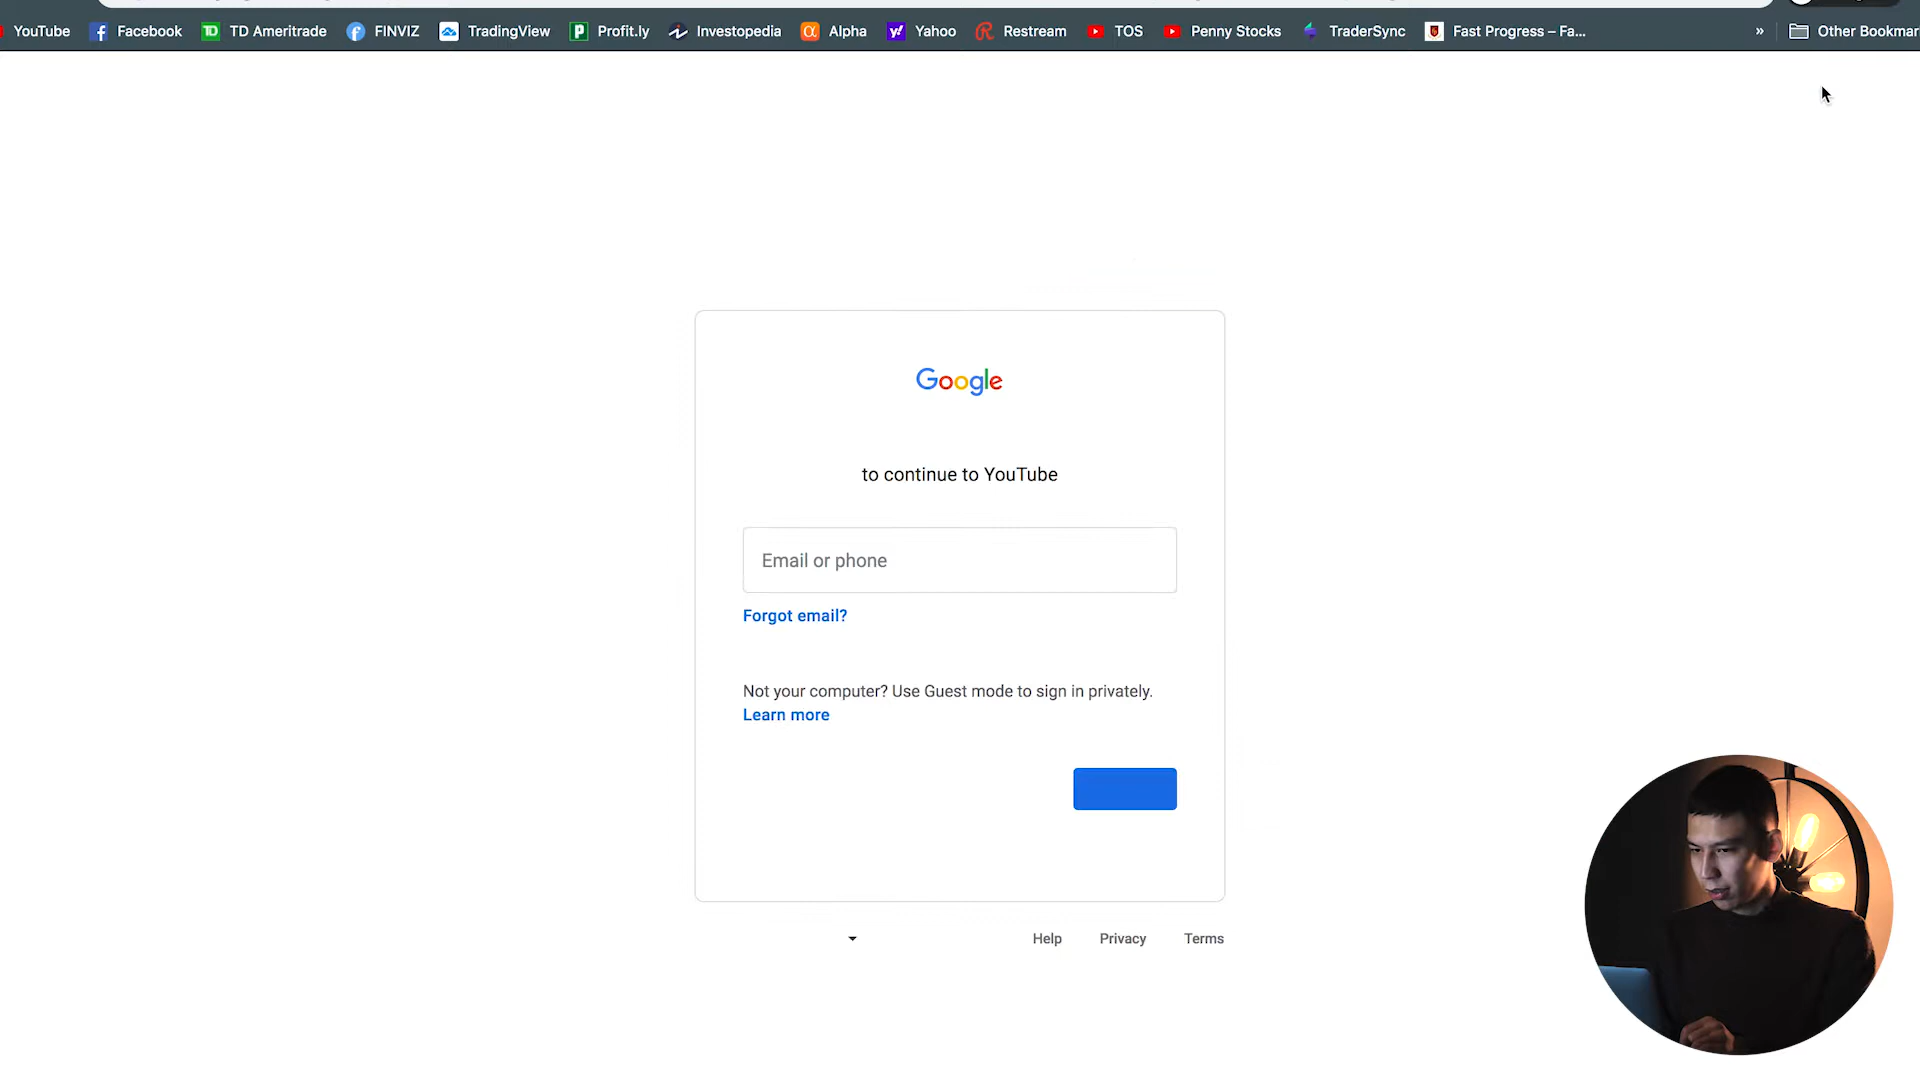 YouTube Facebook TD Ameritrade FINVIZ TradingView Profit.ly Investopedia Alpha Yahoo Restream TOS Penny Stocks TraderSync Fast Progress – Fa... » Other Bookmar
Google
to continue to YouTube
Email or phone
Forgot email?
Not your computer? Use Guest mode to sign in privately.
Learn more
Help Privacy Terms